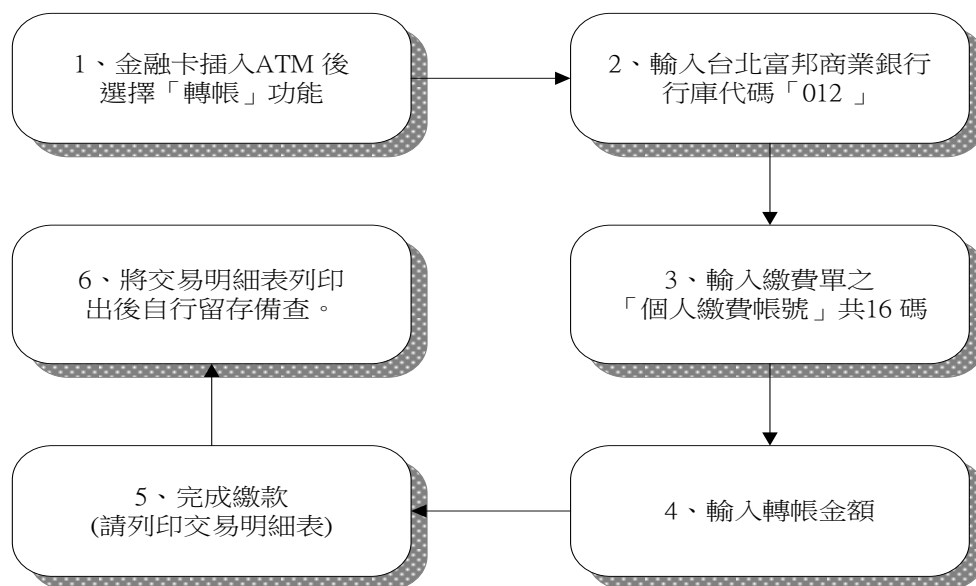 1、金融卡插入ATM 後
選擇「轉帳」功能
2、輸入台北富邦商業銀行
行庫代碼「012 」
3、輸入繳費單之
「個人繳費帳號」共16 碼
4、輸入轉帳金額
5、完成繳款
(請列印交易明細表)
6、將交易明細表列印
出後自行留存備查。